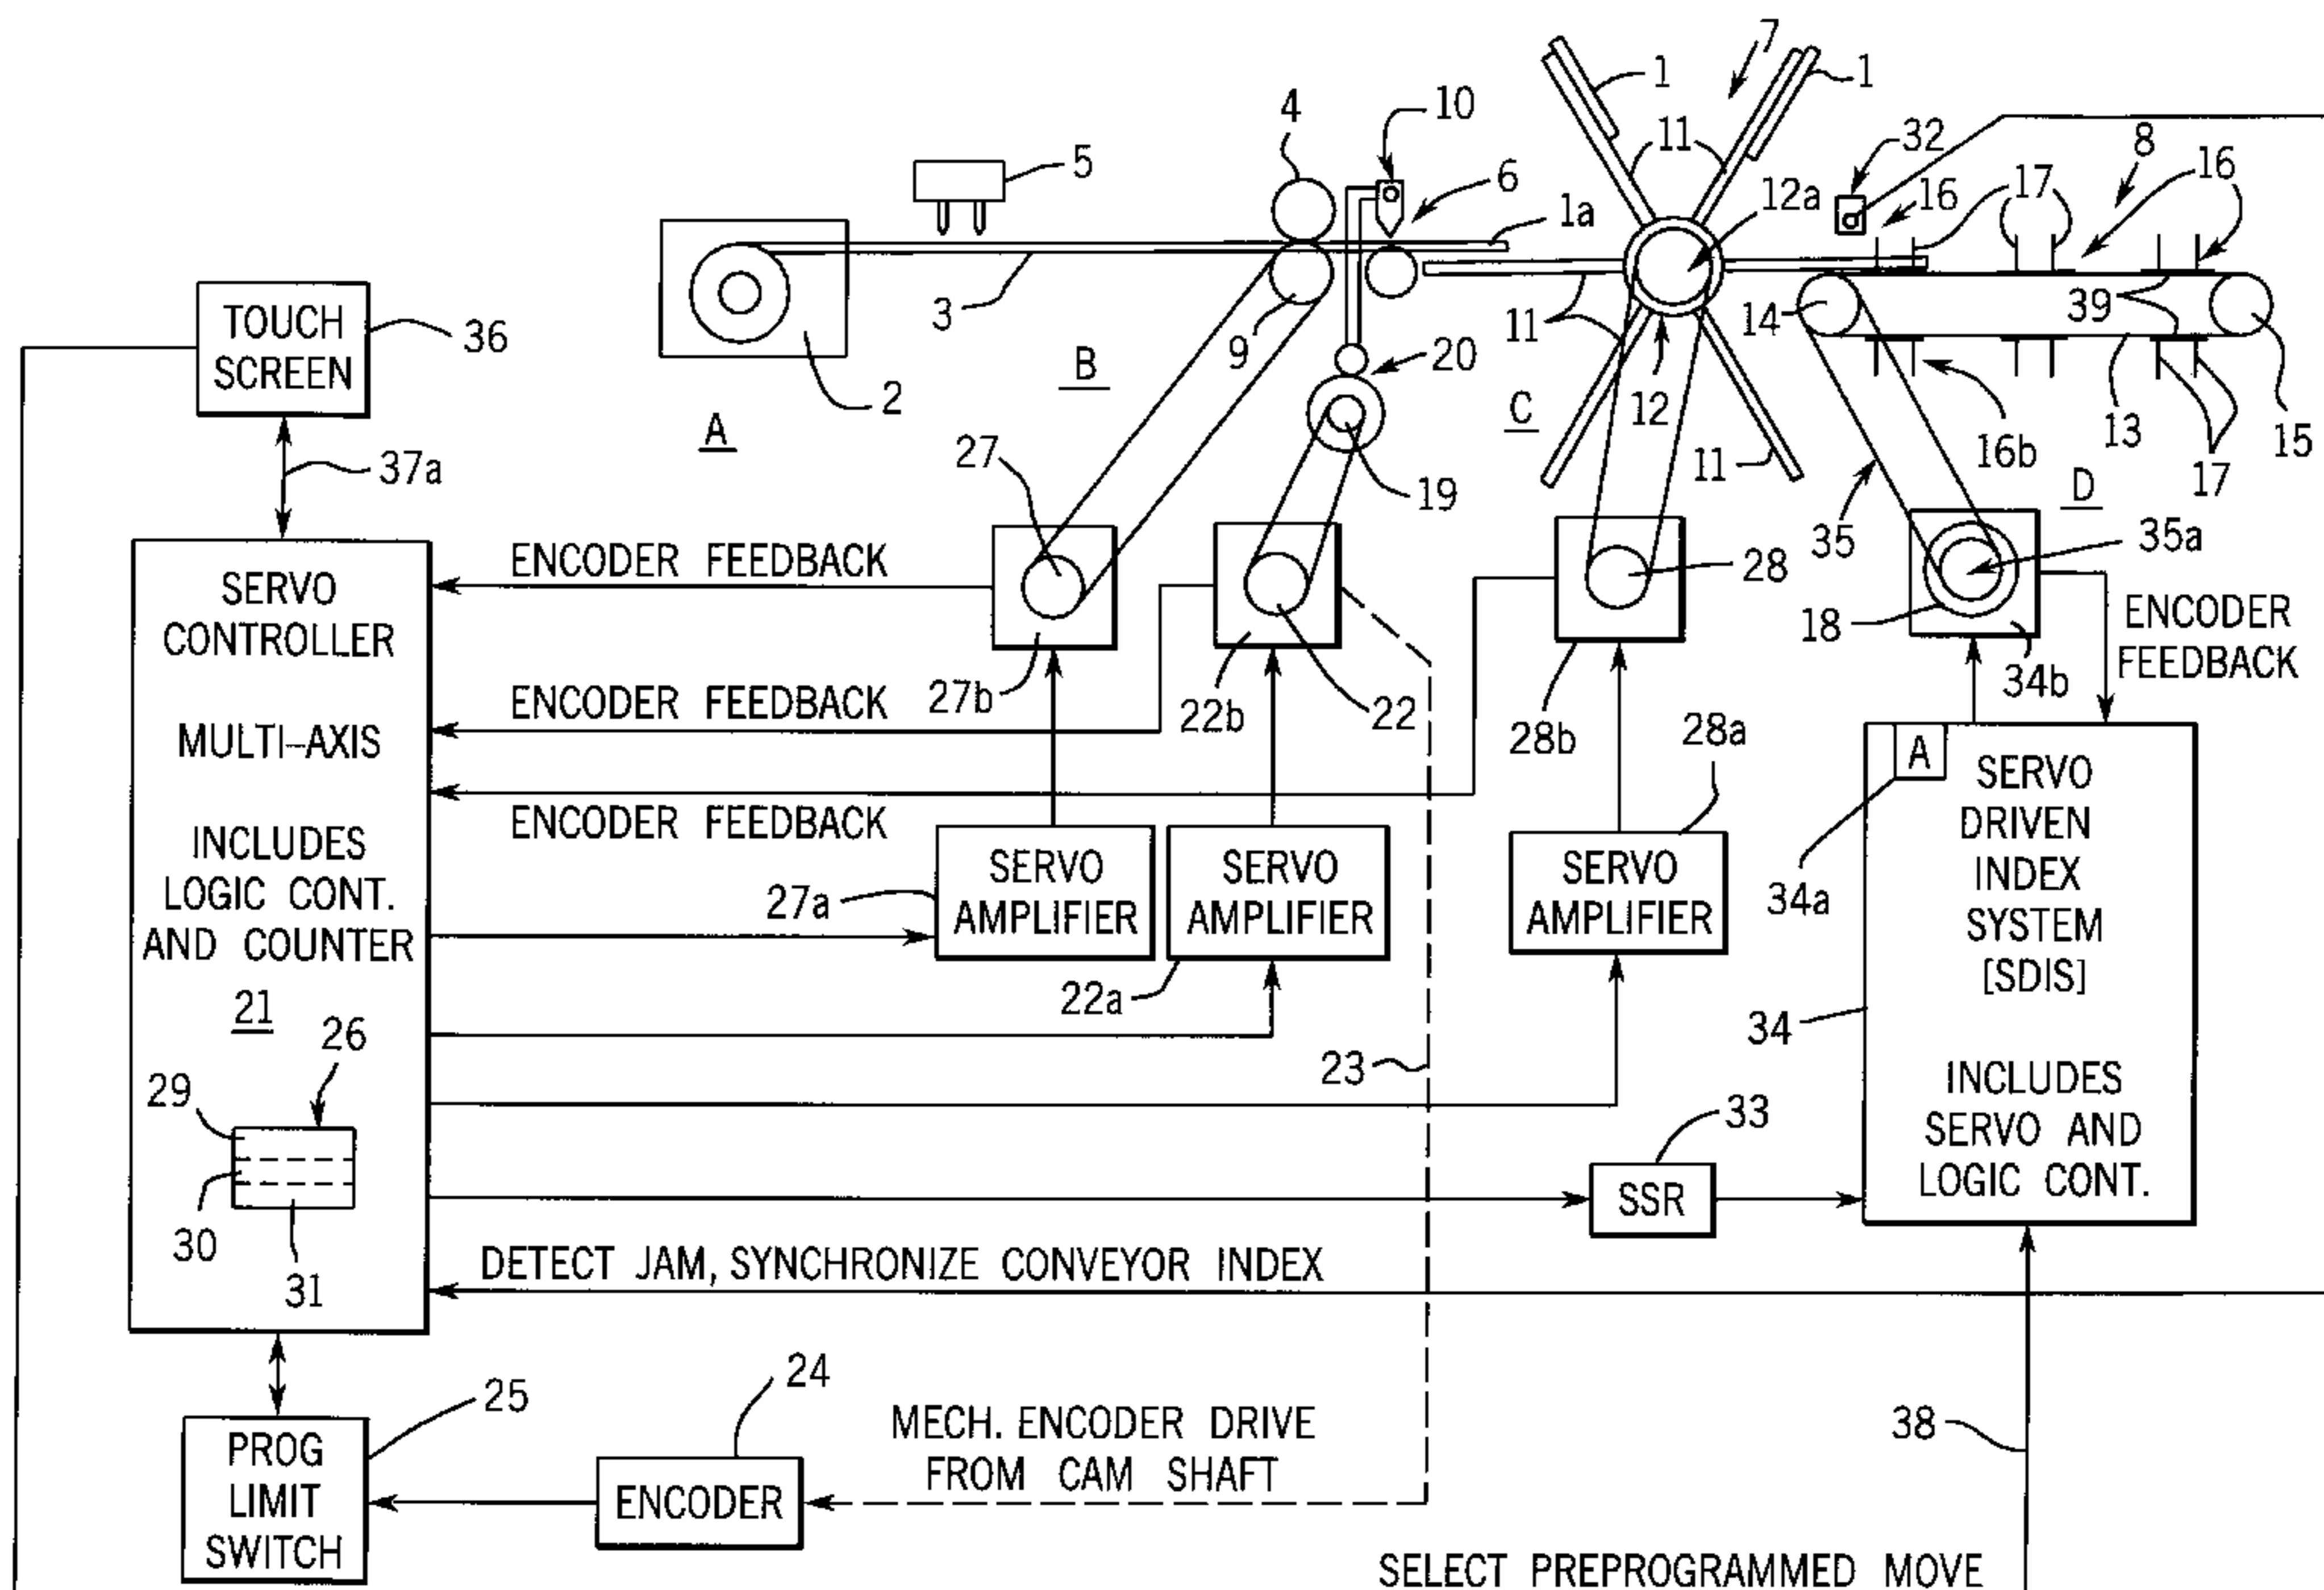 7
1
1
10
4
32
8
11
16
17
16
5
6
12a
1a
3
9
11
14
39
TOUCH
SCREEN
36
B
20
2
A
C
12
13
15
16b
37a
27
19
11
17
D
35
35a
28
ENCODER FEEDBACK
SERVO
CONTROLLER
18
ENCODER
FEEDBACK
34b
27b
22b
22
28b
28a
ENCODER FEEDBACK
MULTI-AXIS
A
SERVO
DRIVEN
INDEX
SYSTEM
[SDIS]
ENCODER FEEDBACK
INCLUDES
LOGIC CONT.
AND COUNTER
27a
SERVO
AMPLIFIER
SERVO
AMPLIFIER
SERVO
AMPLIFIER
34a
22a
21
26
34
23
29
INCLUDES
SERVO AND
LOGIC CONT.
33
SSR
30
31
DETECT JAM, SYNCHRONIZE CONVEYOR INDEX
24
25
MECH. ENCODER DRIVE
FROM CAM SHAFT
38
PROG
LIMIT
SWITCH
ENCODER
SELECT PREPROGRAMMED MOVE